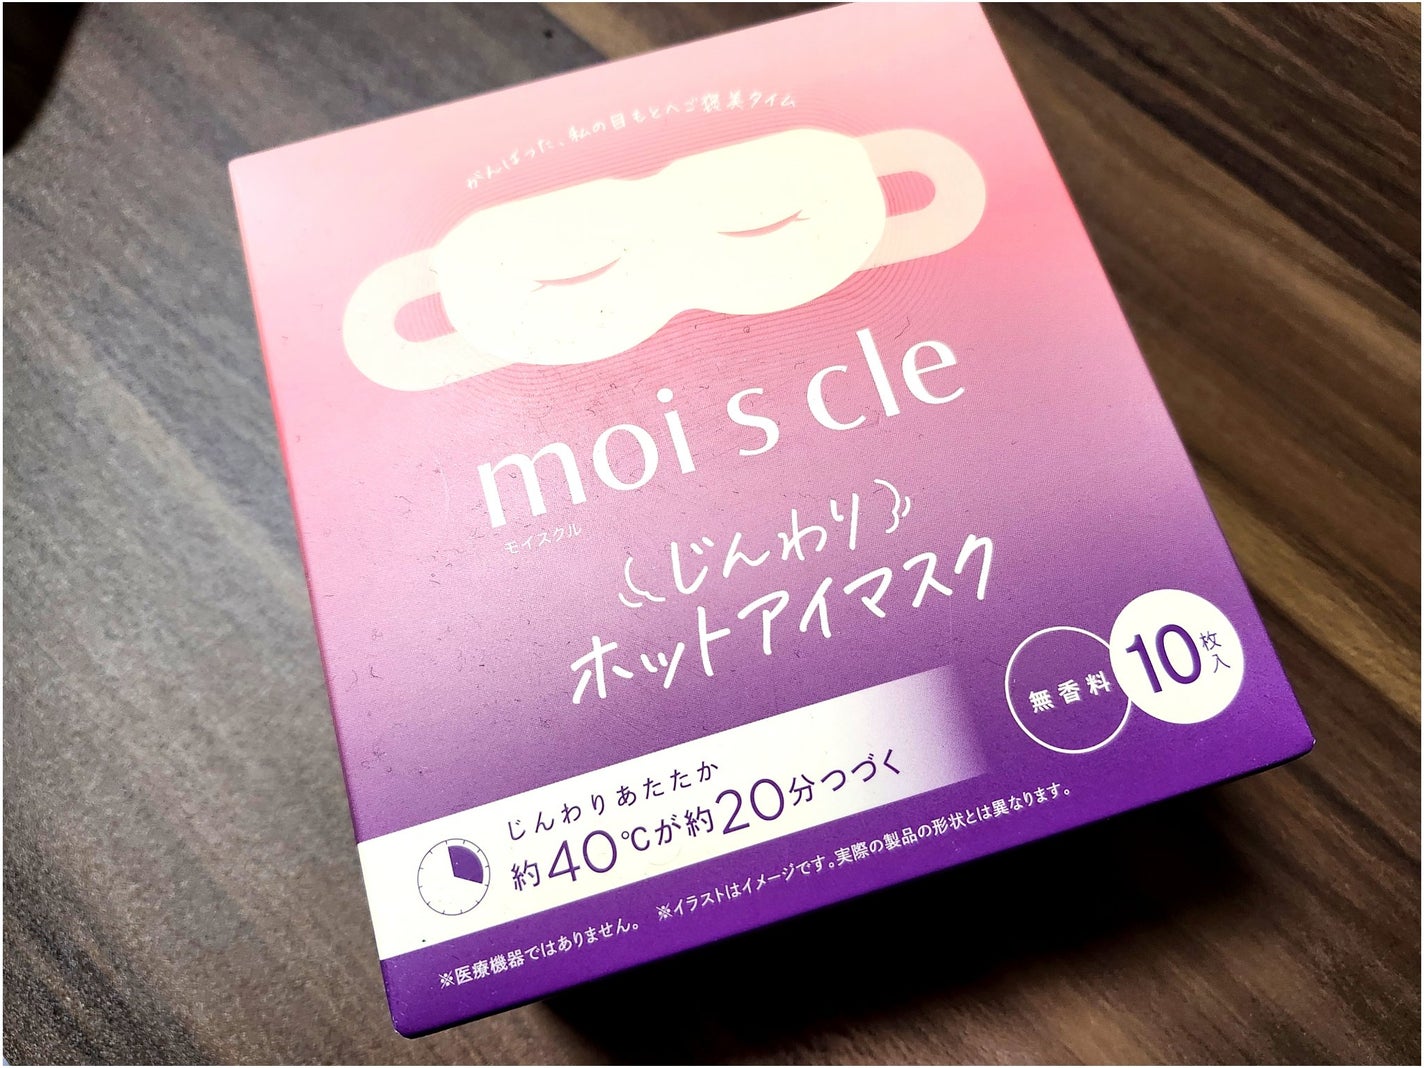 がんばった、私の目もとへご褒美タイム
moi s cle
モイスクル
じんわり
ホットアイマスク
無香料
10枚入
じんわりあたたか
約40℃が約20分つづく
※医療機器ではありません。 ※イラストはイメージです。実際の製品の形状とは異なります。